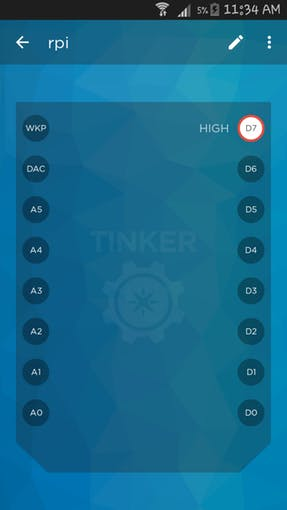 5% 11:34 AM
rpi
WKP HIGH D7
DAC D6
A5 D5
TINKER
A4 D4
A3 D3
A2 D2
A1 D1
A0 D0